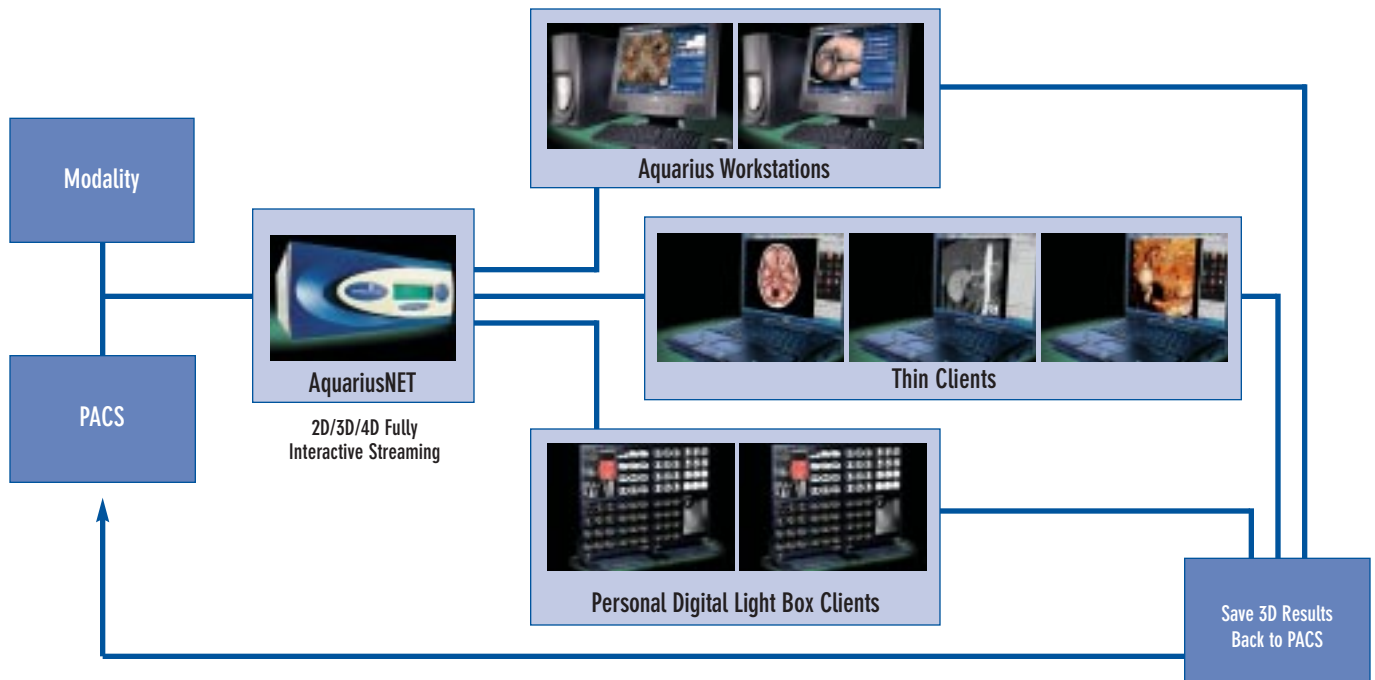 Modality
PACS
AquariusNET
2D/3D/4D Fully
Interactive Streaming
Aquarius Workstations
Thin Clients
Personal Digital Light Box Clients
Save 3D Results
Back to PACS